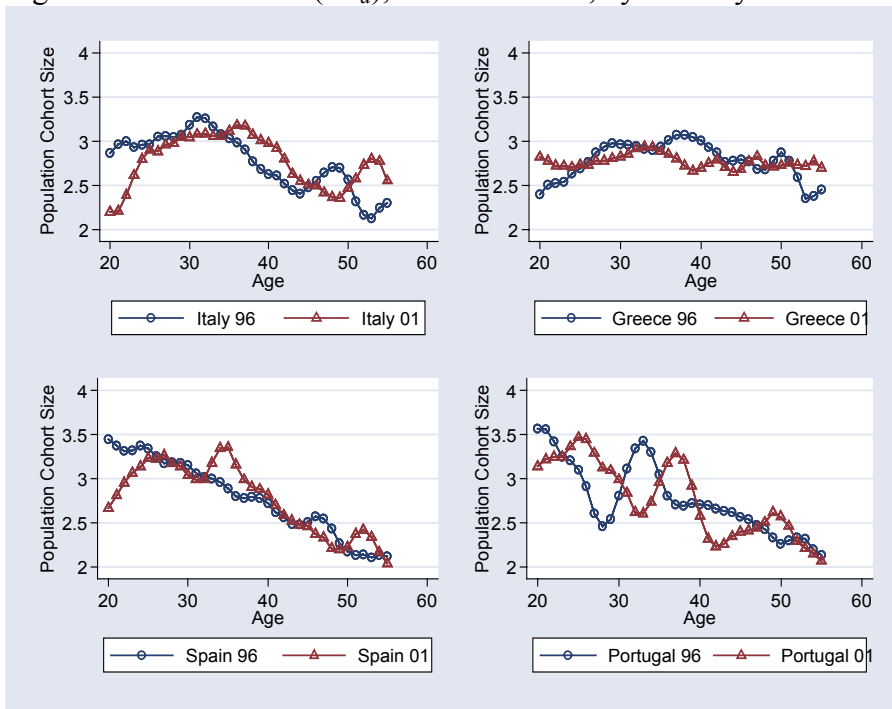 4
3.5
3
2.5
2
Population Cohort Size
20 30 40 50 60
Age
Italy 96 Italy 01
4
3.5
3
2.5
2
Population Cohort Size
20 30 40 50 60
Age
Greece 96 Greece 01
4
3.5
3
2.5
2
Population Cohort Size
20 30 40 50 60
Age
Spain 96 Spain 01
4
3.5
3
2.5
2
Population Cohort Size
20 30 40 50 60
Age
Portugal 96 Portugal 01